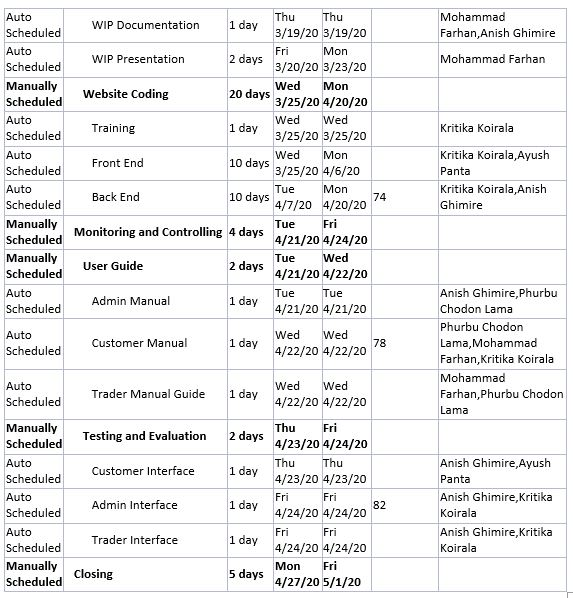 Auto Scheduled WIP Documentation 1 day Thu 3/19/20 Thu 3/19/20 Mohammad Farhan,Anish Ghimire
Auto Scheduled WIP Presentation 2 days Fri 3/20/20 Mon 3/23/20 Mohammad Farhan
Manually Scheduled Website Coding 20 days Wed 3/25/20 Mon 4/20/20
Auto Scheduled Training 1 day Wed 3/25/20 Wed 3/25/20 Kritika Koirala
Auto Scheduled Front End 10 days Wed 3/25/20 Mon 4/6/20 Kritika Koirala,Ayush Panta
Auto Scheduled Back End 10 days Tue 4/7/20 Mon 4/20/20 74 Kritika Koirala,Anish Ghimire
Manually Scheduled Monitoring and Controlling 4 days Tue 4/21/20 Fri 4/24/20
Manually Scheduled User Guide 2 days Tue 4/21/20 Wed 4/22/20
Auto Scheduled Admin Manual 1 day Tue 4/21/20 Tue 4/21/20 Anish Ghimire,Phurbu Chodon Lama
Auto Scheduled Customer Manual 1 day Wed 4/22/20 Wed 4/22/20 78 Phurbu Chodon Lama,Mohammad Farhan,Kritika Koirala
Auto Scheduled Trader Manual Guide 1 day Wed 4/22/20 Wed 4/22/20 Mohammad Farhan,Phurbu Chodon Lama
Manually Scheduled Testing and Evaluation 2 days Thu 4/23/20 Fri 4/24/20
Auto Scheduled Customer Interface 1 day Thu 4/23/20 Thu 4/23/20 Anish Ghimire,Ayush Panta
Auto Scheduled Admin Interface 1 day Fri 4/24/20 Fri 4/24/20 82 Anish Ghimire,Kritika Koirala
Auto Scheduled Trader Interface 1 day Fri 4/24/20 Fri 4/24/20 Anish Ghimire,Kritika Koirala
Manually Scheduled Closing 5 days Mon 4/27/20 Fri 5/1/20